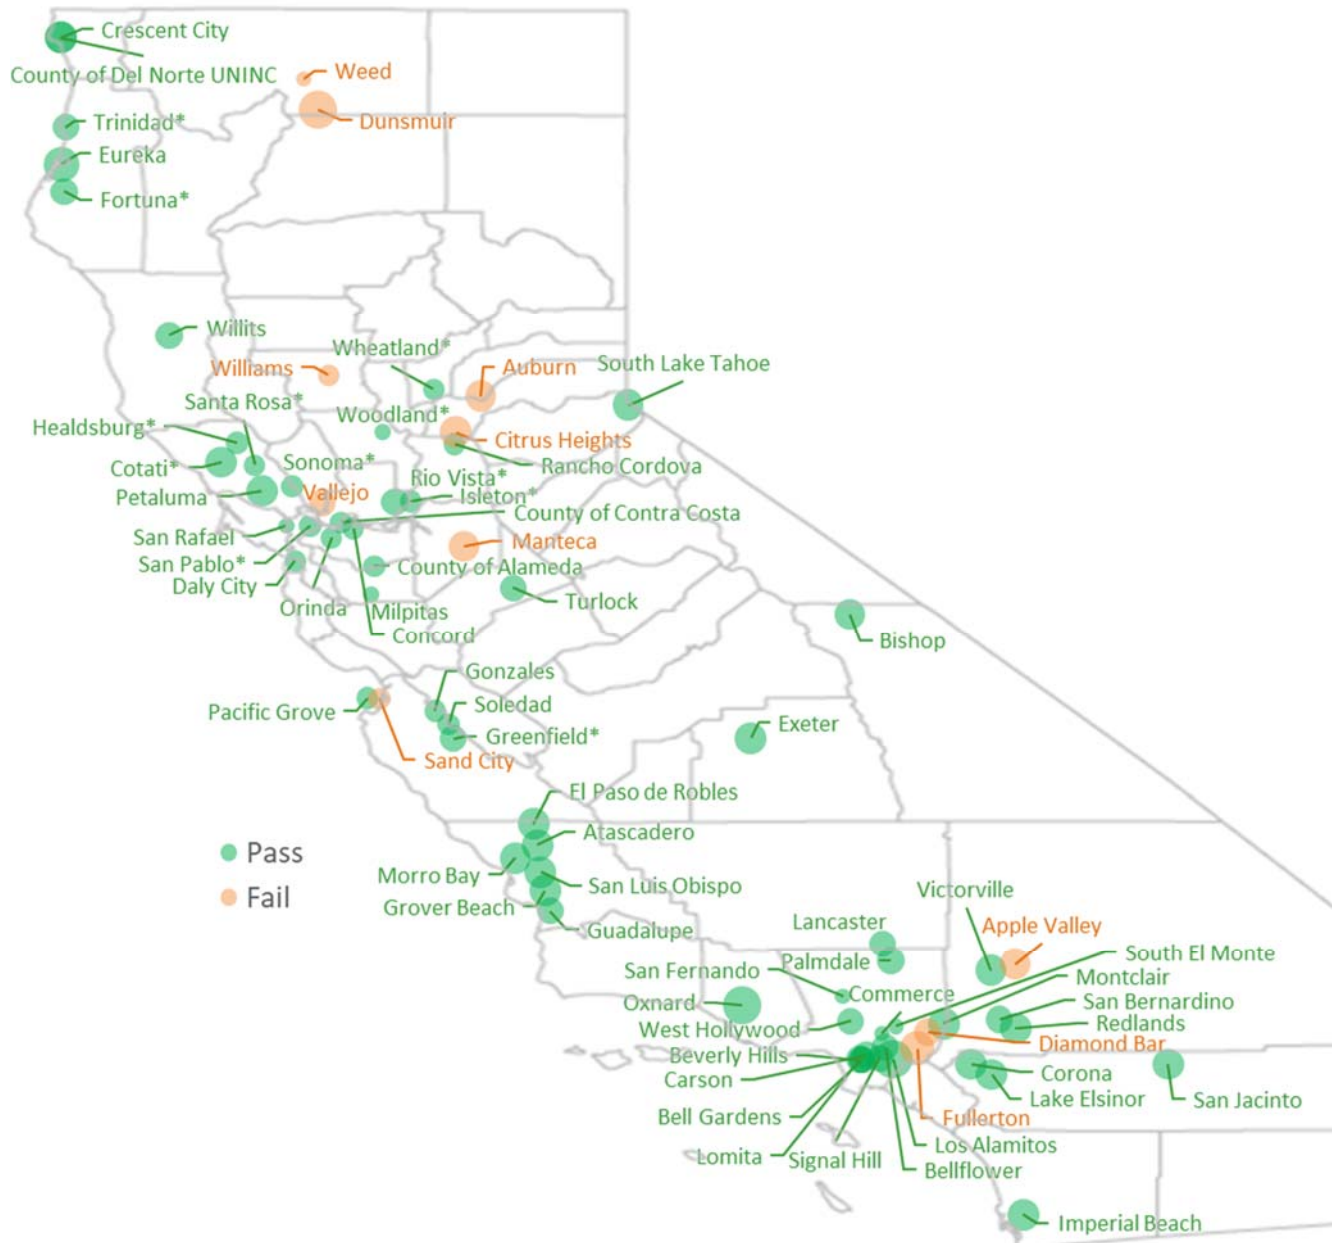 Crescent City
County of Del Norte UNINC
Weed
Trinidad*
Dunsmuir
Eureka
Fortuna*
Willits
Wheatland*
Williams
Auburn
South Lake Tahoe
Santa Rosa*
Woodland*
Healdsburg*
Citrus Heights
Cotati*
Sonoma*
Rancho Cordova
Rio Vista*
Petaluma
Vallejo
Isleton*
County of Contra Costa
San Rafael
Manteca
San Pablo*
County of Alameda
Daly City
Turlock
Orinda
Milpitas
Concord
Bishop
Gonzales
Pacific Grove
Soledad
Exeter
Greenfield*
Sand City
El Paso de Robles
Atascadero
Pass
Morro Bay
San Luis Obispo
Fail
Grover Beach
Victorville
Guadalupe
Lancaster
Apple Valley
South El Monte
San Fernando
Palmdale
Montclair
Oxnard
Commerce
San Bernardino
West Hollywood
Redlands
Diamond Bar
Beverly Hills
Carson
Corona
Lake Elsinor
San Jacinto
Bell Gardens
Fullerton
Los Alamitos
Lomita
Signal Hill
Bellflower
Imperial Beach